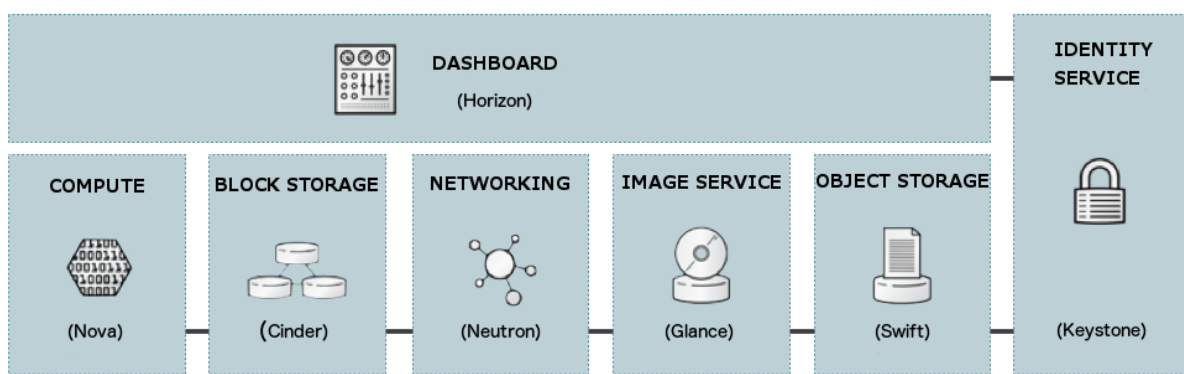 DASHBOARD
(Horizon)
IDENTITY
SERVICE
(Keystone)
COMPUTE
(Nova)
BLOCK STORAGE
(Cinder)
NETWORKING
(Neutron)
IMAGE SERVICE
(Glance)
OBJECT STORAGE
(Swift)